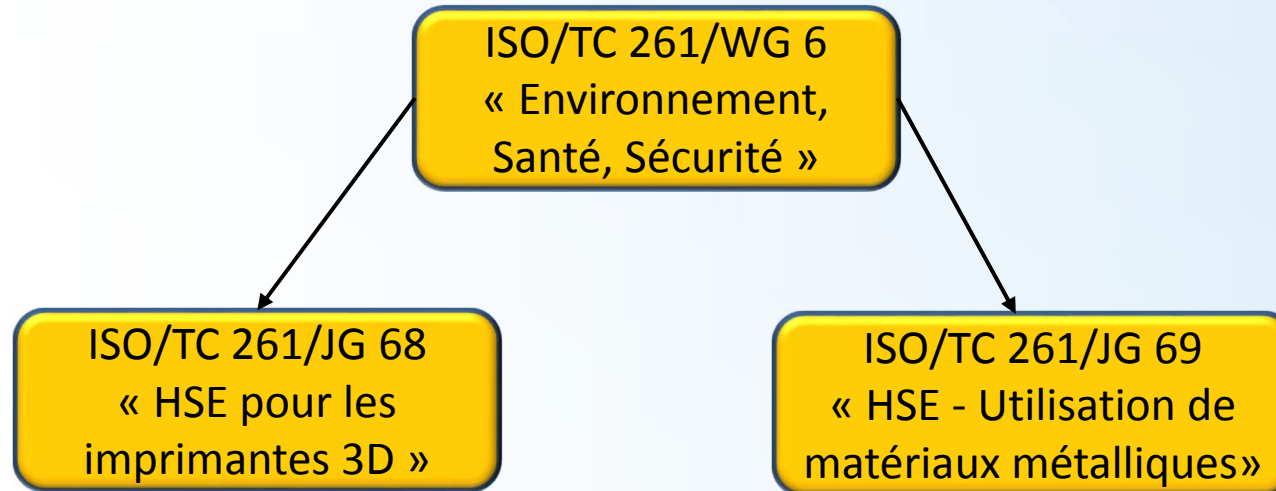 ISO/TC 261/WG 6
« Environnement,
Santé, Sécurité »
ISO/TC 261/JG 68
« HSE pour les
imprimantes 3D »
ISO/TC 261/JG 69
« HSE - Utilisation de
matériaux métalliques»